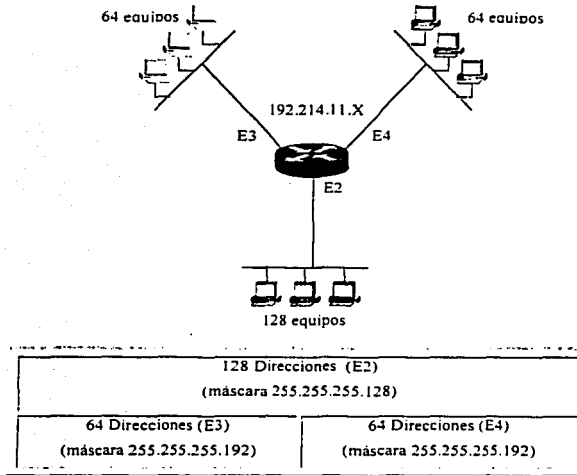 64 equipos
64 equipos
192.214.11.X
E3
E4
E2
128 equipos
128 Direcciones (E2)
(máscara 255.255.255.128)
64 Direcciones (E3)
(máscara 255.255.255.192)
64 Direcciones (E4)
(máscara 255.255.255.192)